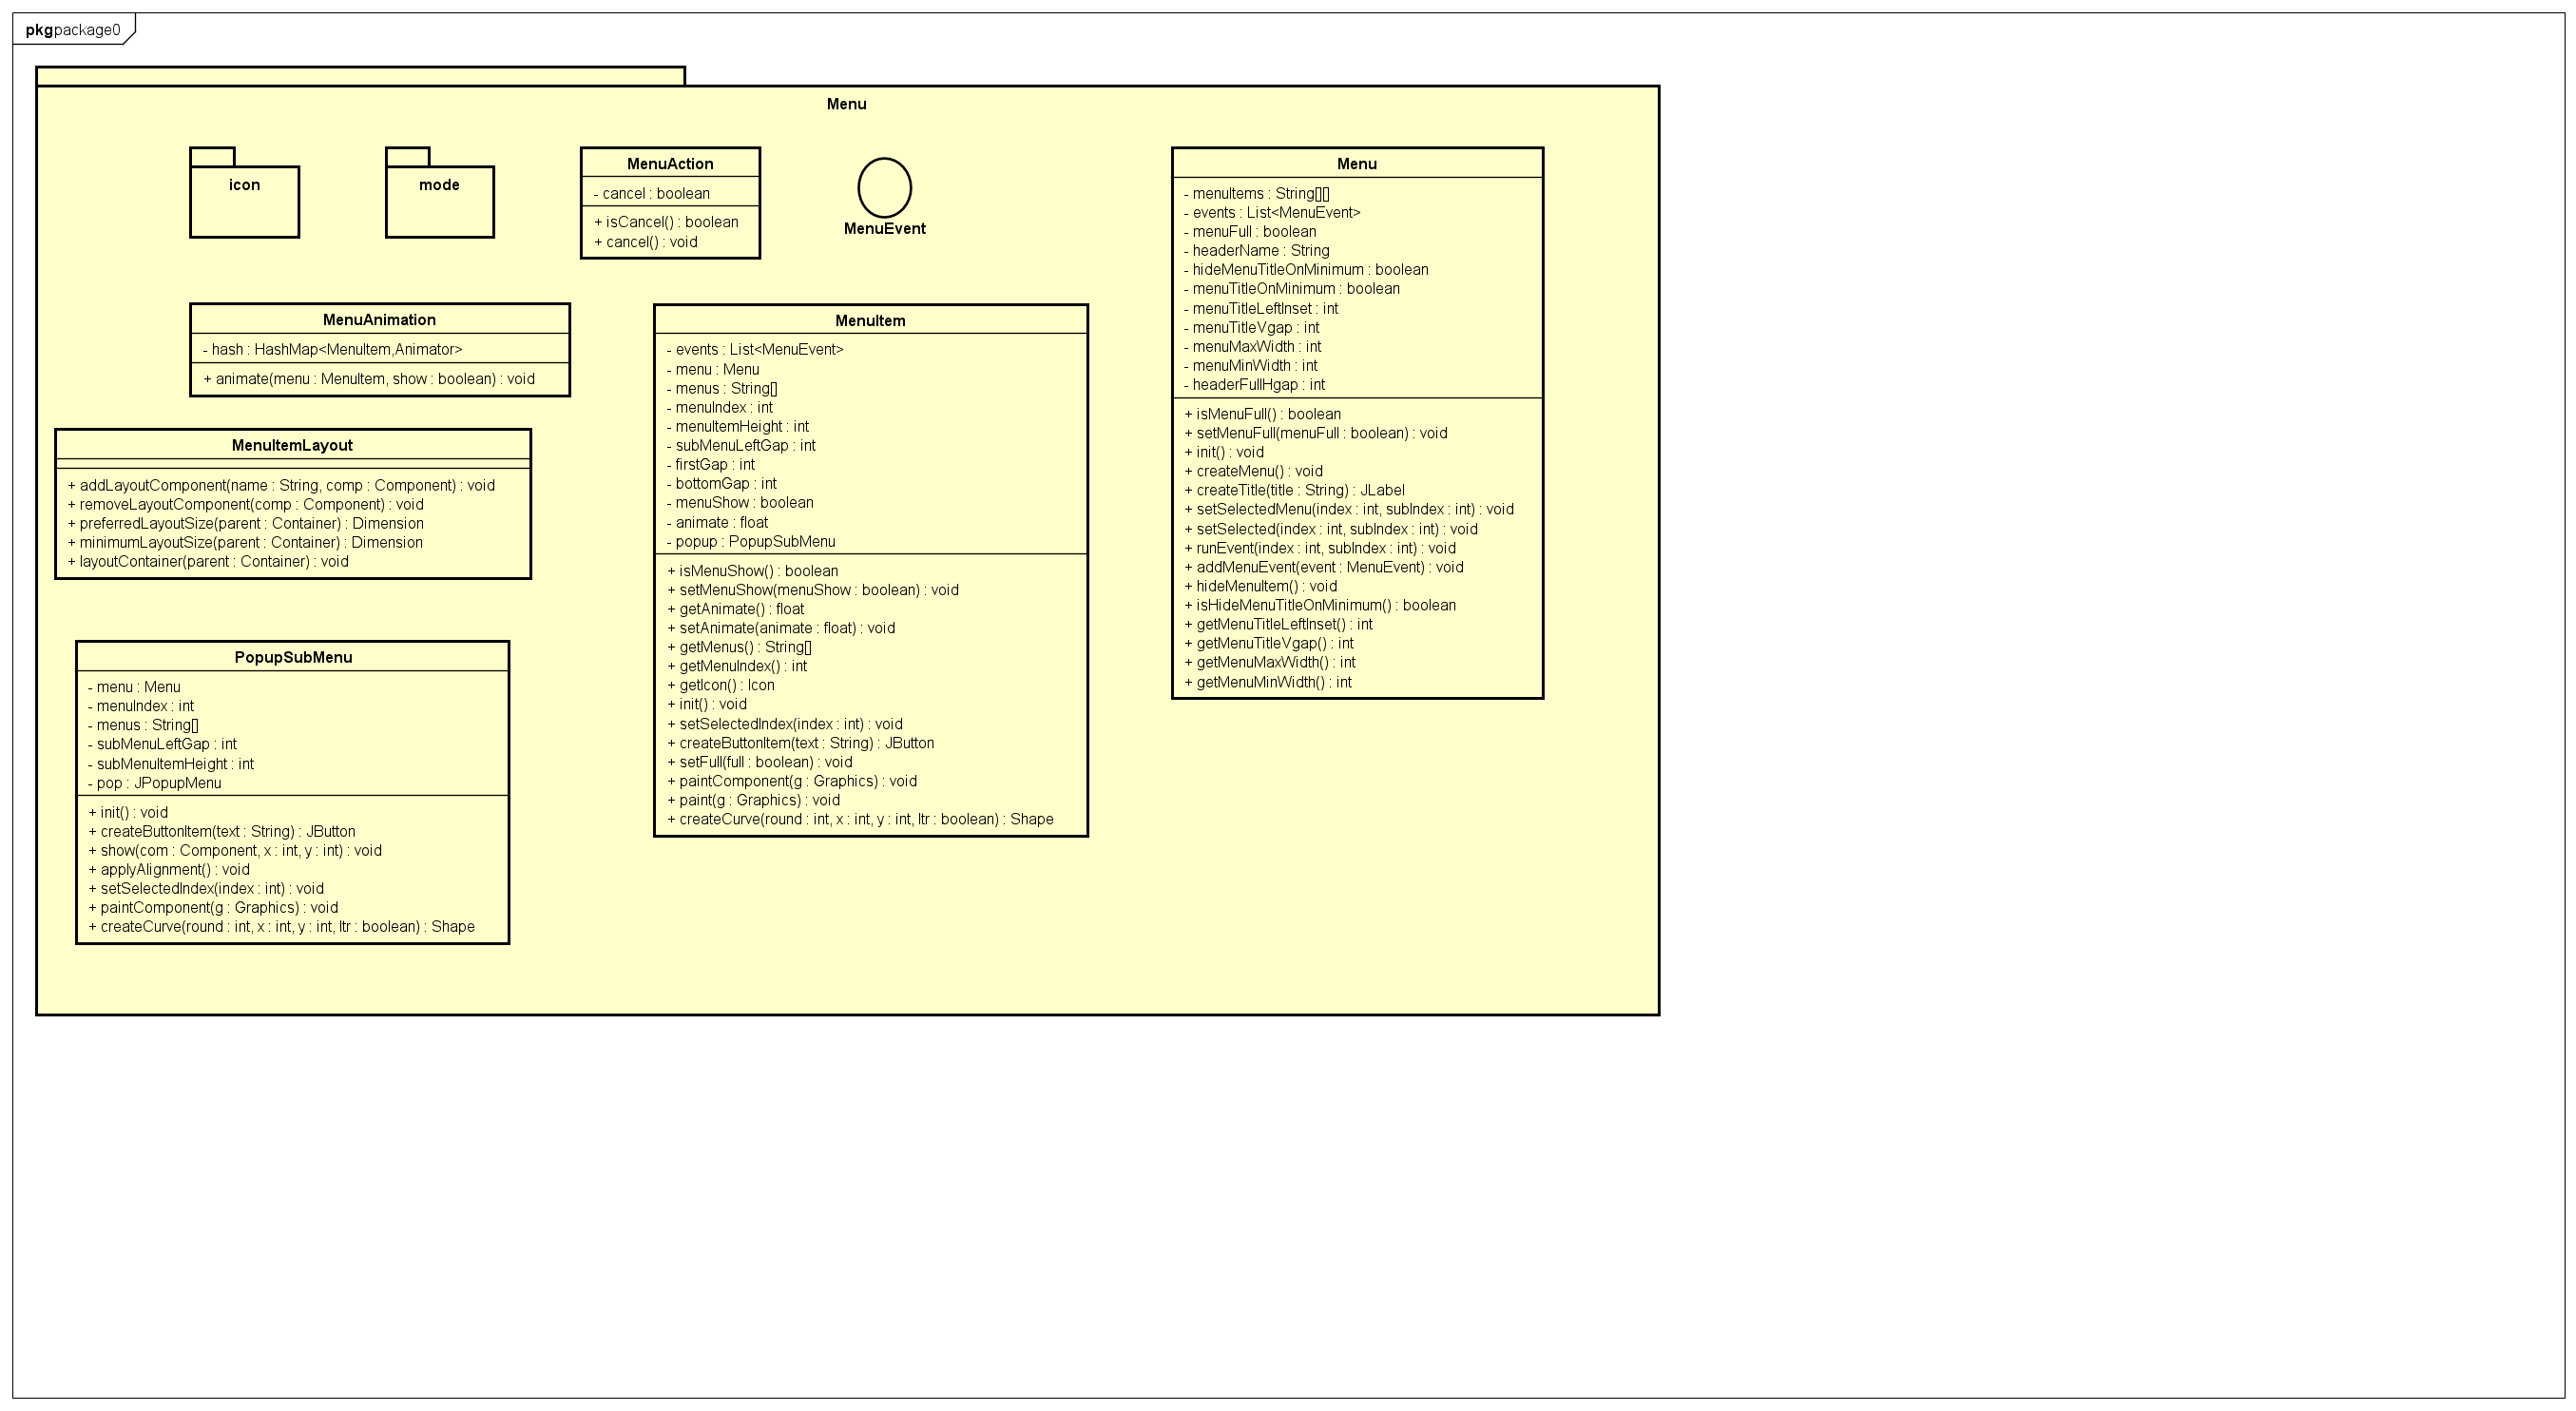 pkg package0
Menu
icon
mode
MenuAction
- cancel : boolean
+ isCancel() : boolean
+ cancel() : void
MenuEvent
Menu
- menuItems : String[][]
- events : List<MenuEvent>
- menuFull : boolean
- headerName : String
- hideMenuTitleOnMinimum : boolean
- menuTitleOnMinimum : boolean
- menuTitleLeftInset : int
- menuTitleVgap : int
- menuMaxWidth : int
- menuMinWidth : int
- headerFullHgap : int
+ isMenuFull() : boolean
+ setMenuFull(menuFull : boolean) : void
+ init() : void
+ createMenu() : void
+ createTitle(title : String) : JLabel
+ setSelectedMenu(index : int, subIndex : int) : void
+ setSelected(index : int, subIndex : int) : void
+ runEvent(index : int, subIndex : int) : void
+ addMenuEvent(event : MenuEvent) : void
+ hideMenuItem() : void
+ isHideMenuTitleOnMinimum() : boolean
+ getMenuTitleLeftInset() : int
+ getMenuTitleVgap() : int
+ getMenuMaxWidth() : int
+ getMenuMinWidth() : int
MenuAnimation
- hash : HashMap<MenuItem,Animator>
+ animate(menu : MenuItem, show : boolean) : void
MenuItem
- events : List<MenuEvent>
- menu : Menu
- menus : String[]
- menuIndex : int
- menuItemHeight : int
- subMenuLeftGap : int
- firstGap : int
- bottomGap : int
- menuShow : boolean
- animate : float
- popup : PopupSubMenu
+ isMenuShow() : boolean
+ setMenuShow(menuShow : boolean) : void
+ getAnimate() : float
+ setAnimate(animate : float) : void
+ getMenus() : String[]
+ getMenuIndex() : int
+ getIcon() : Icon
+ init() : void
+ setSelectedIndex(index : int) : void
+ createButtonItem(text : String) : JButton
+ setFull(full : boolean) : void
+ paintComponent(g : Graphics) : void
+ paint(g : Graphics) : void
+ createCurve(round : int, x : int, y : int, ltr : boolean) : Shape
MenuItemLayout
+ addLayoutComponent(name : String, comp : Component) : void
+ removeLayoutComponent(comp : Component) : void
+ preferredLayoutSize(parent : Container) : Dimension
+ minimumLayoutSize(parent : Container) : Dimension
+ layoutContainer(parent : Container) : void
PopupSubMenu
- menu : Menu
- menuIndex : int
- menus : String[]
- subMenuLeftGap : int
- subMenuItemHeight : int
- pop : JPopupMenu
+ init() : void
+ createButtonItem(text : String) : JButton
+ show(com : Component, x : int, y : int) : void
+ applyAlignment() : void
+ setSelectedIndex(index : int) : void
+ paintComponent(g : Graphics) : void
+ createCurve(round : int, x : int, y : int, ltr : boolean) : Shape